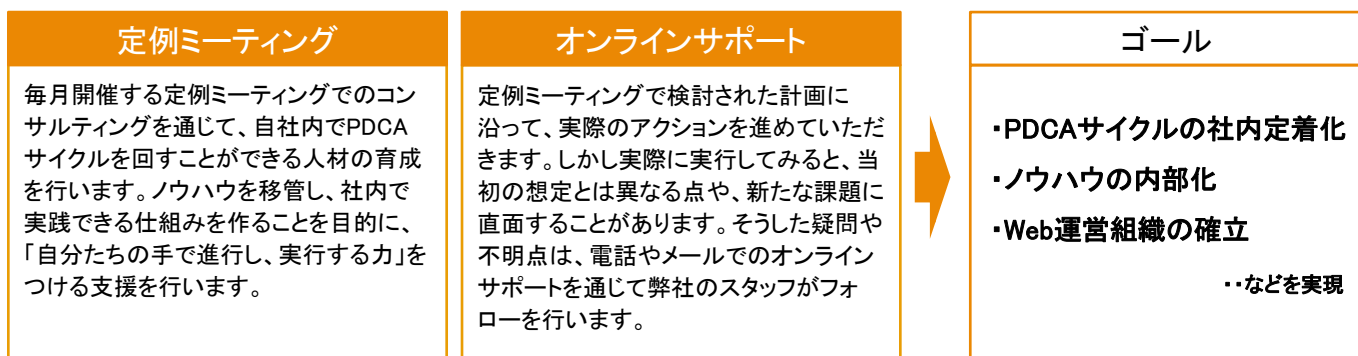 定例ミーティング
毎月開催する定例ミーティングでのコン
サルティングを通じて、自社内でPDCA
サイクルを回すことができる人材の育成
を行います。ノウハウを移管し、社内で
実践できる仕組みを作ることを目的に、
「自分たちの手で進行し、実行する力」を
つける支援を行います。
オンラインサポート
定例ミーティングで検討された計画に
沿って、実際のアクションを進めていただ
きます。しかし実際に実行してみると、当
初の想定とは異なる点や、新たな課題に
直面することがあります。そうした疑問や
不明点は、電話やメールでのオンライン
サポートを通じて弊社のスタッフがフォ
ローを行います。
ゴール
・PDCAサイクルの社内定着化
・ノウハウの内部化
・Web運営組織の確立
・・などを実現